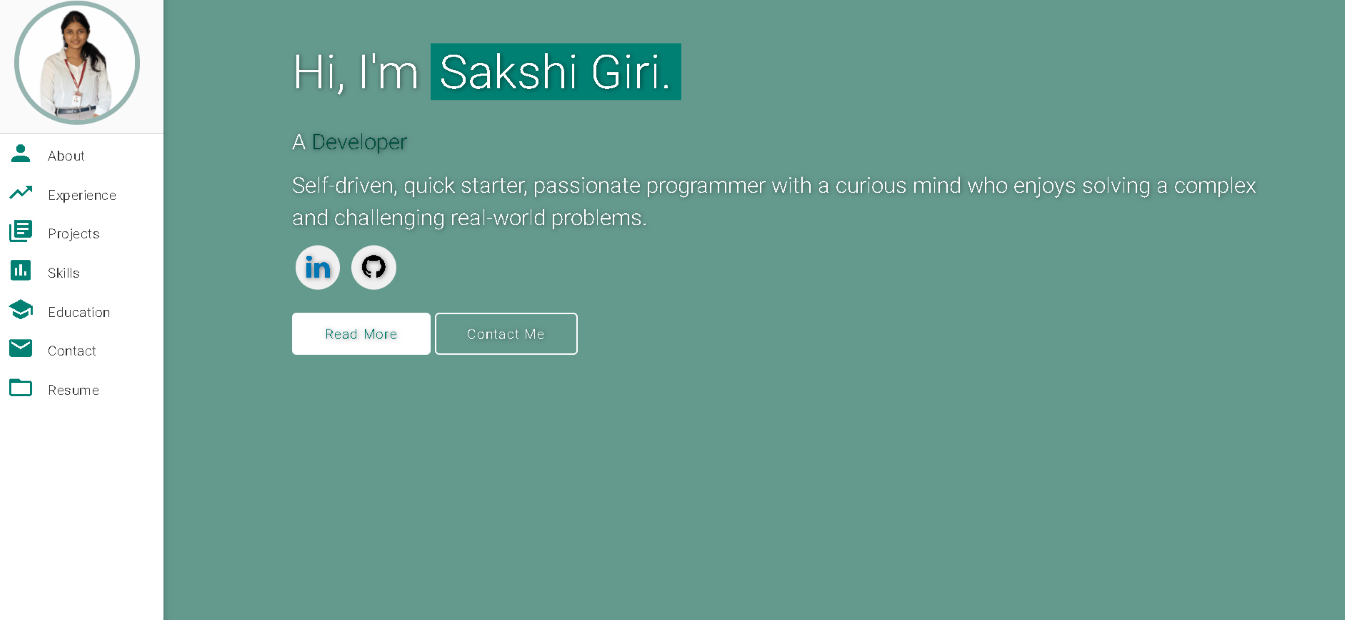 About
Experience
Projects
Skills
Education
Contact
Resume
Hi, I'm Sakshi Giri.
A Developer
Self-driven, quick starter, passionate programmer with a curious mind who enjoys solving a complex
and challenging real-world problems.
in
Read More
Contact Me